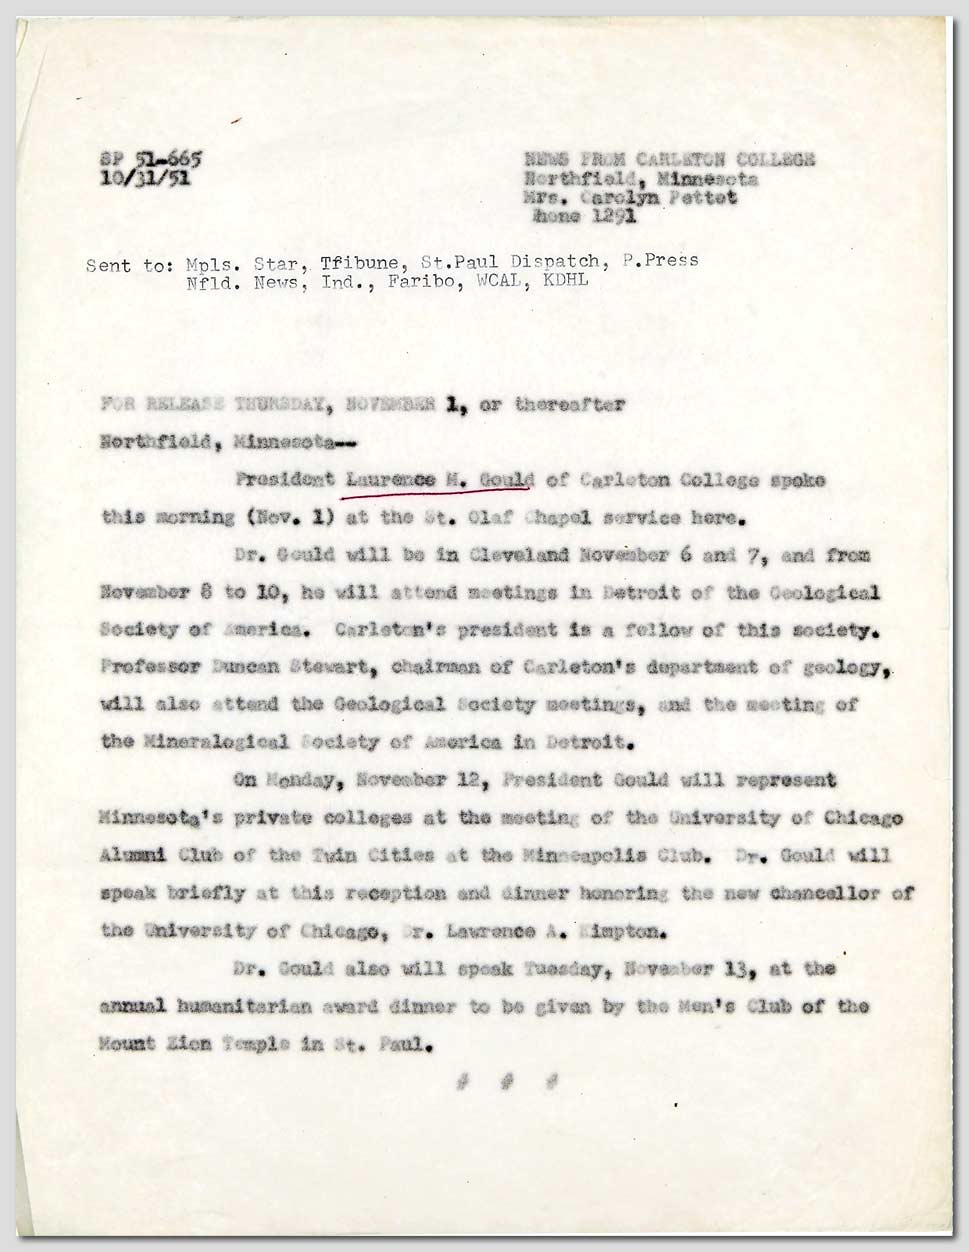 SP 51-665
10/31/51
NEWS FROM CARLETON COLLEGE
Northfield, Minnesota
Mrs. Carolyn Pettet
Phone 1291
Sent to: Mpls. Star, Tfibune, St.Paul Dispatch, P.Press
Nfld. News, Ind., Faribo, WCAL, KDHL
FOR RELEASE THURSDAY, NOVEMBER 1, or thereafter
Northfield, Minnesota--
President Laurence M. Gould of Carleton College spoke
this morning (Nov. 1) at the St. Olaf Chapel service here.
Dr. Gould will be in Cleveland November 6 and 7, and from
November 8 to 10, he will attend meetings in Detroit of the Geological
Society of America. Carleton's president is a fellow of this society.
Professor Duncan Stewart, chairman of Carleton's department of geology,
will also attend the Geological Society meetings, and the meeting of
the Mineralogical Society of America in Detroit.
On Monday, November 12, President Gould will represent
Minnesota's private colleges at the meeting of the University of Chicago
Alumni Club of the Twin Cities at the Minneapolis Club. Dr. Gould will
speak briefly at this reception and dinner honoring the new chancellor of
the University of Chicago, Dr. Lawrence A. Kimpton.
Dr. Gould also will speak Tuesday, November 13, at the
annual humanitarian award dinner to be given by the Men's Club of the
Mount Zion Temple in St. Paul.
# # #